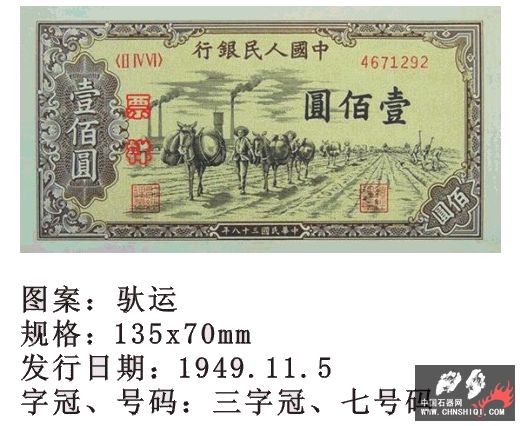 行銀民人國中
〈II IV VI〉
4671292
圓佰壹
壹佰圓
票样
佰圓
年八十三國民華中
图案：驮运
规格：135x70mm
发行日期：1949.11.5
字冠、号码：三字冠、七号码
中国石器网
www.CHNSHIQI.COM